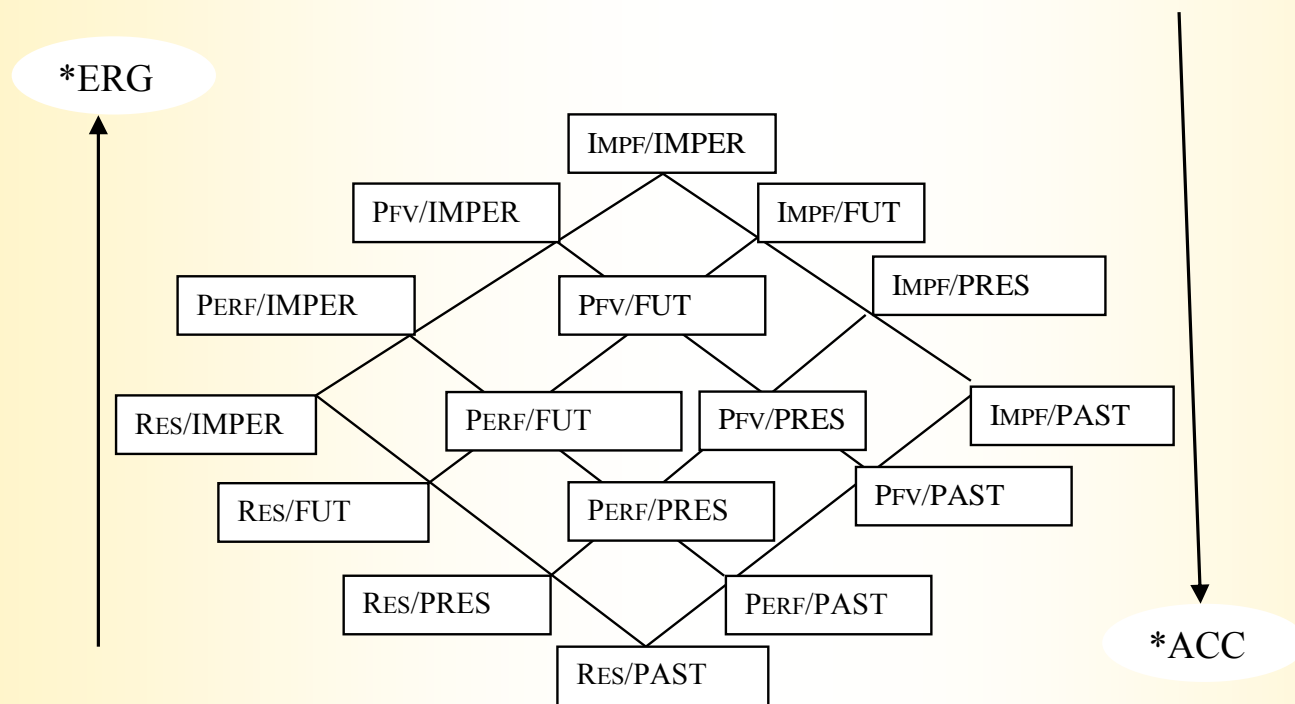 *ERG
IMPF/IMPER
PFV/IMPER
IMPF/FUT
PERF/IMPER
PFV/FUT
IMPF/PRES
RES/IMPER
PERF/FUT
PFV/PRES
IMPF/PAST
RES/FUT
PERF/PRES
PFV/PAST
RES/PRES
PERF/PAST
*ACC
RES/PAST